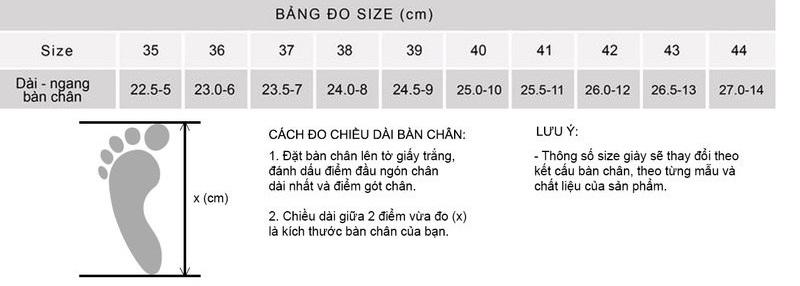 BẢNG ĐO SIZE (cm)
Size 35 36 37 38 39 40 41 42 43 44
Dài - ngang
bàn chân 22.5-5 23.0-6 23.5-7 24.0-8 24.5-9 25.0-10 25.5-11 26.0-12 26.5-13 27.0-14
x (cm)
CÁCH ĐO CHIỀU DÀI BÀN CHÂN:
1. Đặt bàn chân lên tờ giấy trắng,
đánh dấu điểm đầu ngón chân
dài nhất và điểm gót chân.
2. Chiều dài giữa 2 điểm vừa đo (x)
là kích thước bàn chân của bạn.
LƯU Ý:
- Thông số size giày sẽ thay đổi theo
kết cấu bàn chân, theo từng mẫu và
chất liệu của sản phẩm.